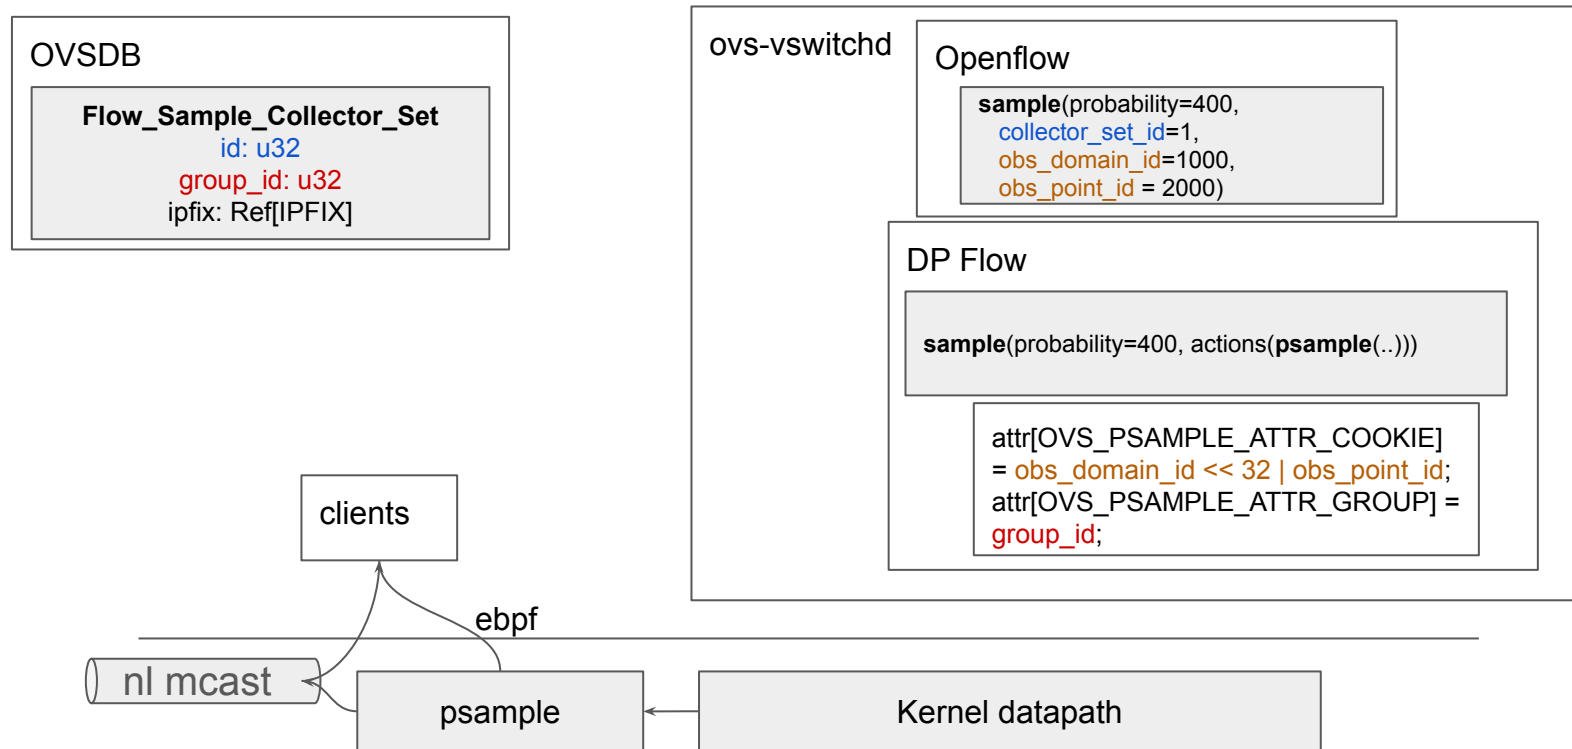 OVSDB
Flow_Sample_Collector_Set
id: u32
group_id: u32
ipfix: Ref[IPFIX]
ovs-vswitchd
Openflow
sample(probability=400,
collector_set_id=1,
obs_domain_id=1000,
obs_point_id = 2000)
DP Flow
sample(probability=400, actions(psample(..)))
attr[OVS_PSAMPLE_ATTR_COOKIE]
= obs_domain_id << 32 | obs_point_id;
attr[OVS_PSAMPLE_ATTR_GROUP] =
group_id;
clients
ebpf
nl mcast
psample
Kernel datapath